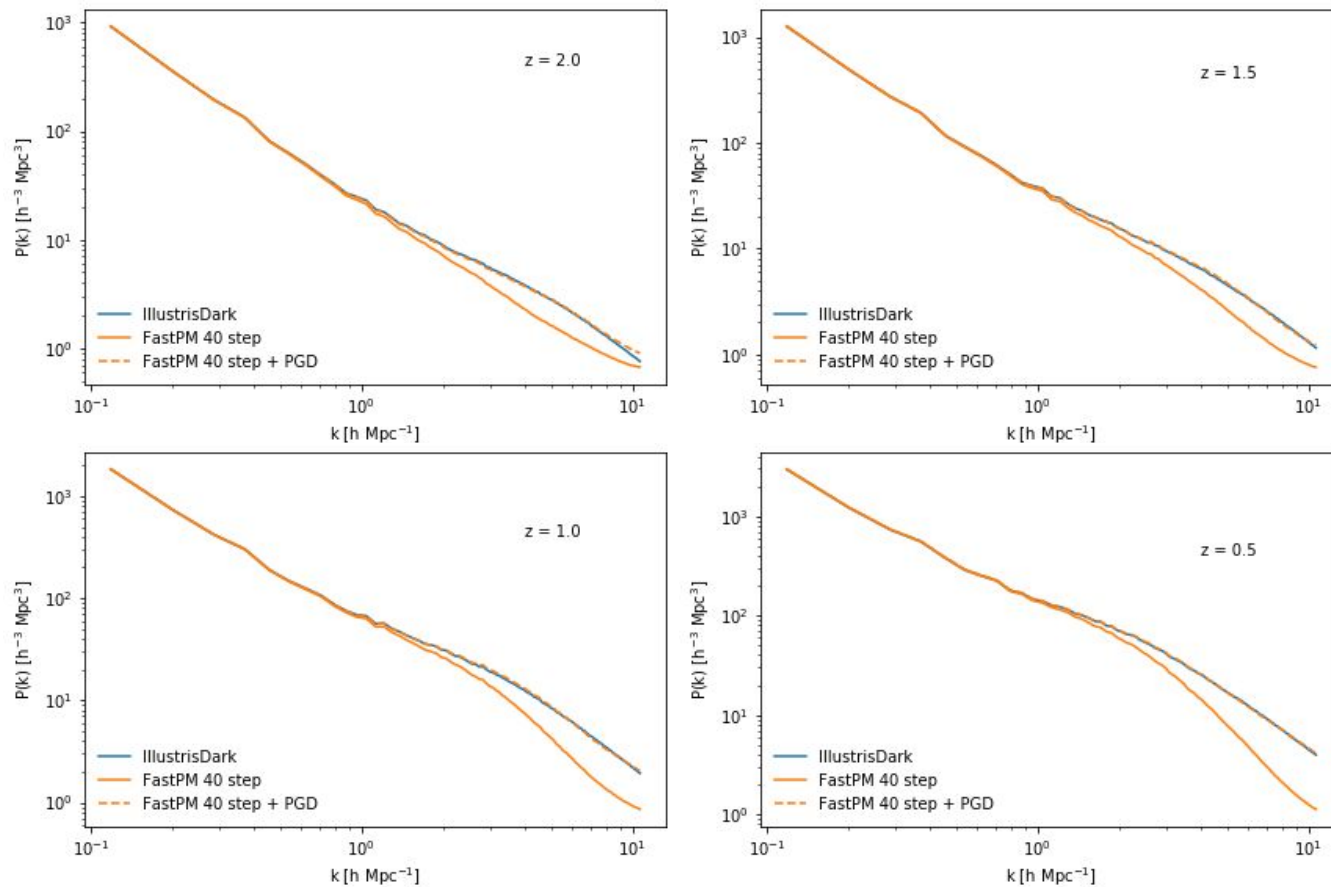 10³
10²
10¹
10⁰
P(k) [h⁻³ Mpc³]
z = 2.0
IllustrisDark
FastPM 40 step
FastPM 40 step + PGD
10⁻¹
10⁰
10¹
k [h Mpc⁻¹]
10³
10²
10¹
10⁰
P(k) [h⁻³ Mpc³]
z = 1.5
IllustrisDark
FastPM 40 step
FastPM 40 step + PGD
10⁻¹
10⁰
10¹
k [h Mpc⁻¹]
10³
10²
10¹
10⁰
P(k) [h⁻³ Mpc³]
z = 1.0
IllustrisDark
FastPM 40 step
FastPM 40 step + PGD
10⁻¹
10⁰
10¹
k [h Mpc⁻¹]
10³
10²
10¹
10⁰
P(k) [h⁻³ Mpc³]
z = 0.5
IllustrisDark
FastPM 40 step
FastPM 40 step + PGD
10⁻¹
10⁰
10¹
k [h Mpc⁻¹]